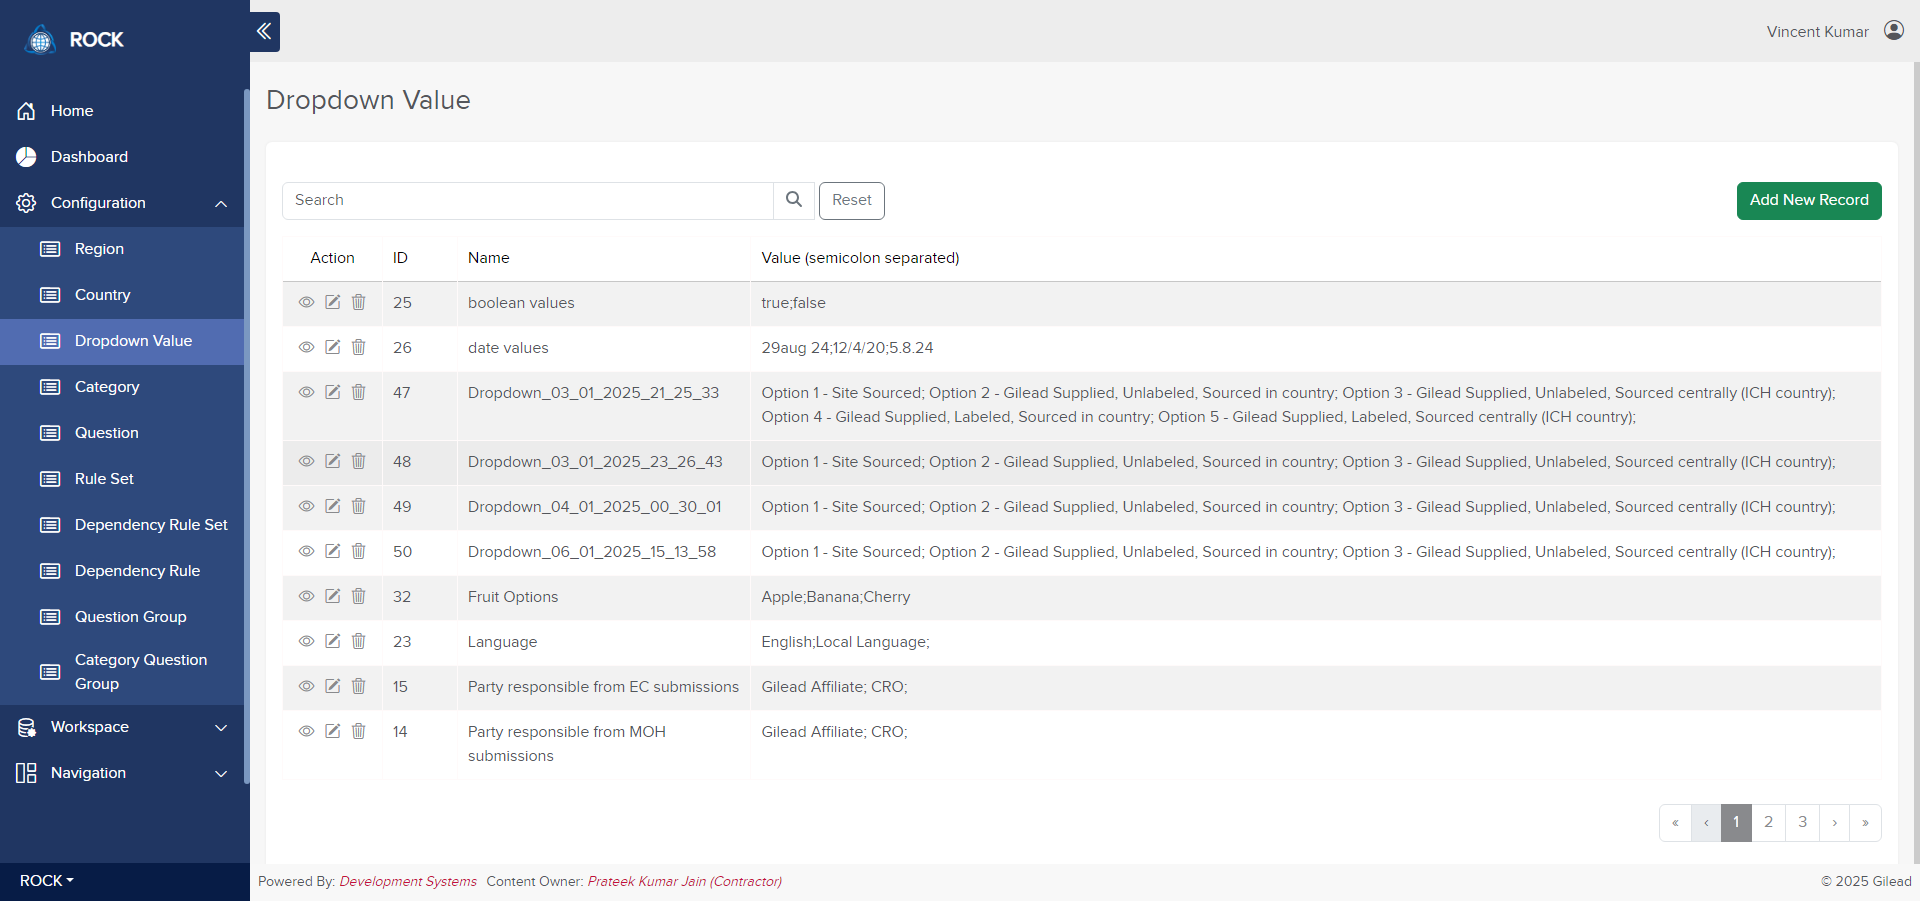 ROCK
Vincent Kumar
Home
Dashboard
Configuration
Region
Country
Dropdown Value
Category
Question
Rule Set
Dependency Rule Set
Dependency Rule
Question Group
Category Question
Group
Workspace
Navigation
ROCK
Dropdown Value
Search
Reset
Add New Record
Action ID Name Value (semicolon separated)
25 boolean values true;false
26 date values 29aug 24;12/4/20;5.8.24
47 Dropdown_03_01_2025_21_25_33 Option 1 - Site Sourced; Option 2 - Gilead Supplied, Unlabeled, Sourced in country; Option 3 - Gilead Supplied, Unlabeled, Sourced centrally (ICH country);
Option 4 - Gilead Supplied, Labeled, Sourced in country; Option 5 - Gilead Supplied, Labeled, Sourced centrally (ICH country);
48 Dropdown_03_01_2025_23_26_43 Option 1 - Site Sourced; Option 2 - Gilead Supplied, Unlabeled, Sourced in country; Option 3 - Gilead Supplied, Unlabeled, Sourced centrally (ICH country);
49 Dropdown_04_01_2025_00_30_01 Option 1 - Site Sourced; Option 2 - Gilead Supplied, Unlabeled, Sourced in country; Option 3 - Gilead Supplied, Unlabeled, Sourced centrally (ICH country);
50 Dropdown_06_01_2025_15_13_58 Option 1 - Site Sourced; Option 2 - Gilead Supplied, Unlabeled, Sourced in country; Option 3 - Gilead Supplied, Unlabeled, Sourced centrally (ICH country);
32 Fruit Options Apple;Banana;Cherry
23 Language English;Local Language;
15 Party responsible from EC submissions Gilead Affiliate; CRO;
14 Party responsible from MOH Gilead Affiliate; CRO;
submissions
« ‹ 1 2 3 › »
Powered By: Development Systems Content Owner: Prateek Kumar Jain (Contractor)
© 2025 Gilead